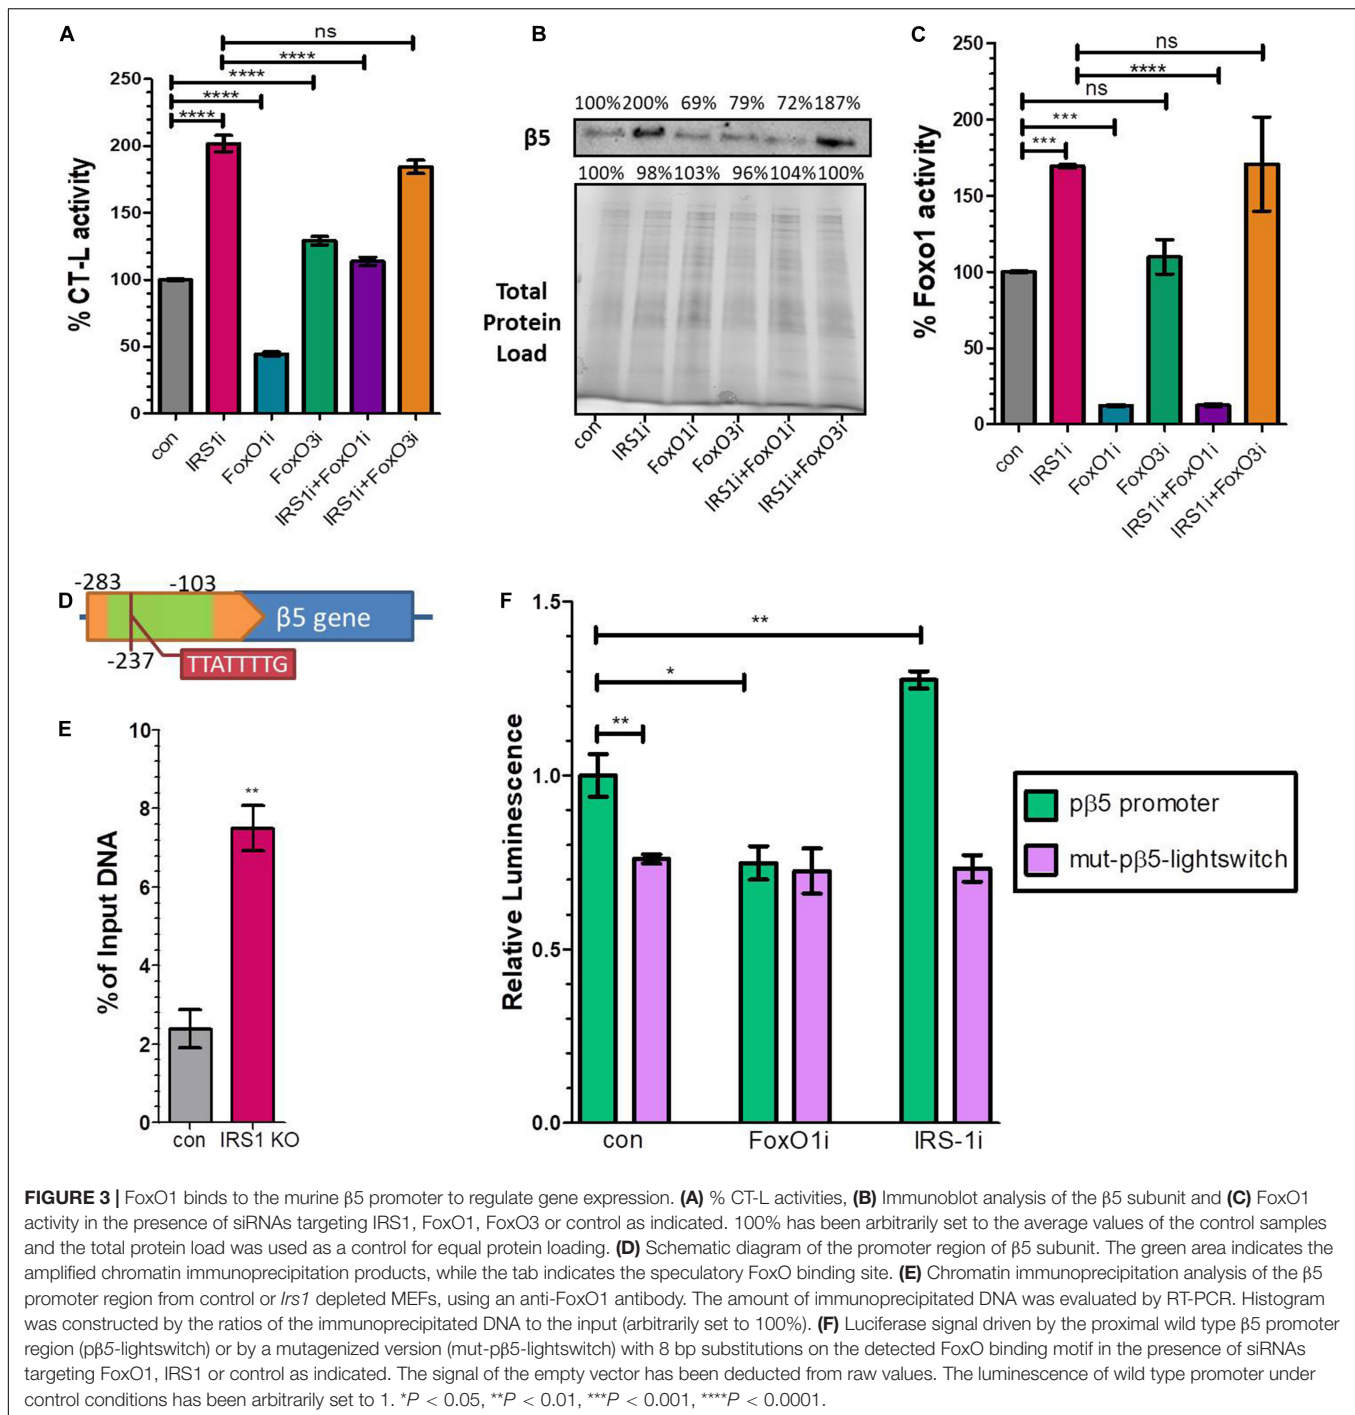 A
ns
****
****
****
****
% CT-L activity
250
200
150
100
50
0
con
IRS1i
FoxO1i
FoxO3i
IRS1i+FoxO1i
IRS1i+FoxO3i
B
100% 200% 69% 79% 72% 187%
β5
100% 98% 103% 96% 104% 100%
Total
Protein
Load
con
IRS1i
FoxO1i
FoxO3i
IRS1i+FoxO1i
IRS1i+FoxO3i
C
ns
****
ns
***
***
% Foxo1 activity
250
200
150
100
50
0
con
IRS1i
FoxO1i
FoxO3i
IRS1i+FoxO1i
IRS1i+FoxO3i
D
-283
-103
β5 gene
-237
TTATTTTG
E
% of Input DNA
10
8
6
4
2
0
**
con
IRS1 KO
F
Relative Luminescence
1.5
1.0
0.5
0.0
**
*
**
con
FoxO1i
IRS-1i
pβ5 promoter
mut-pβ5-lightswitch
FIGURE 3 | FoxO1 binds to the murine β5 promoter to regulate gene expression. (A) % CT-L activities, (B) Immunoblot analysis of the β5 subunit and (C) FoxO1
activity in the presence of siRNAs targeting IRS1, FoxO1, FoxO3 or control as indicated. 100% has been arbitrarily set to the average values of the control samples
and the total protein load was used as a control for equal protein loading. (D) Schematic diagram of the promoter region of β5 subunit. The green area indicates the
amplified chromatin immunoprecipitation products, while the tab indicates the speculatory FoxO binding site. (E) Chromatin immunoprecipitation analysis of the β5
promoter region from control or Irs1 depleted MEFs, using an anti-FoxO1 antibody. The amount of immunoprecipitated DNA was evaluated by RT-PCR. Histogram
was constructed by the ratios of the immunoprecipitated DNA to the input (arbitrarily set to 100%). (F) Luciferase signal driven by the proximal wild type β5 promoter
region (pβ5-lightswitch) or by a mutagenized version (mut-pβ5-lightswitch) with 8 bp substitutions on the detected FoxO binding motif in the presence of siRNAs
targeting FoxO1, IRS1 or control as indicated. The signal of the empty vector has been deducted from raw values. The luminescence of wild type promoter under
control conditions has been arbitrarily set to 1. *P < 0.05, **P < 0.01, ***P < 0.001, ****P < 0.0001.